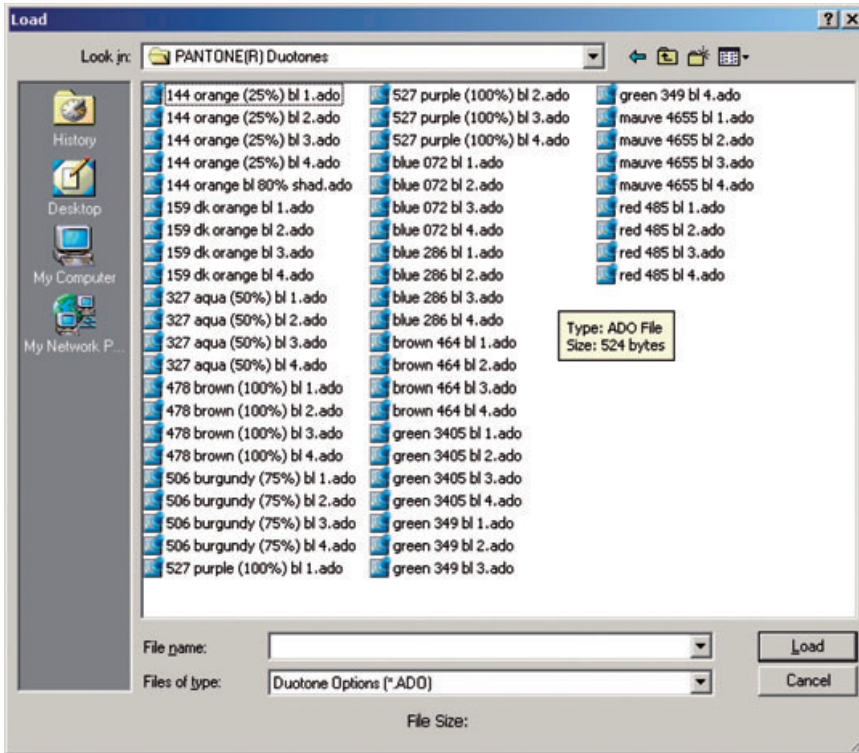 Load
Look in: PANTONE(R) Duotones
History
Desktop
My Computer
My Network P...
144 orange (25%) bl 1.ado
144 orange (25%) bl 2.ado
144 orange (25%) bl 3.ado
144 orange (25%) bl 4.ado
144 orange bl 80% shad.ado
159 dk orange bl 1.ado
159 dk orange bl 2.ado
159 dk orange bl 3.ado
159 dk orange bl 4.ado
327 aqua (50%) bl 1.ado
327 aqua (50%) bl 2.ado
327 aqua (50%) bl 3.ado
327 aqua (50%) bl 4.ado
478 brown (100%) bl 1.ado
478 brown (100%) bl 2.ado
478 brown (100%) bl 3.ado
478 brown (100%) bl 4.ado
506 burgundy (75%) bl 1.ado
506 burgundy (75%) bl 2.ado
506 burgundy (75%) bl 3.ado
506 burgundy (75%) bl 4.ado
527 purple (100%) bl 1.ado
527 purple (100%) bl 2.ado
527 purple (100%) bl 3.ado
527 purple (100%) bl 4.ado
blue 072 bl 1.ado
blue 072 bl 2.ado
blue 072 bl 3.ado
blue 072 bl 4.ado
blue 286 bl 1.ado
blue 286 bl 2.ado
blue 286 bl 3.ado
blue 286 bl 4.ado
brown 464 bl 1.ado
brown 464 bl 2.ado
brown 464 bl 3.ado
brown 464 bl 4.ado
green 3405 bl 1.ado
green 3405 bl 2.ado
green 3405 bl 3.ado
green 3405 bl 4.ado
green 349 bl 1.ado
green 349 bl 2.ado
green 349 bl 3.ado
green 349 bl 4.ado
mauve 4655 bl 1.ado
mauve 4655 bl 2.ado
mauve 4655 bl 3.ado
mauve 4655 bl 4.ado
red 485 bl 1.ado
red 485 bl 2.ado
red 485 bl 3.ado
red 485 bl 4.ado
Type: ADO File
Size: 524 bytes
File name:
Load
Files of type: Duotone Options (*.ADO)
Cancel
File Size: